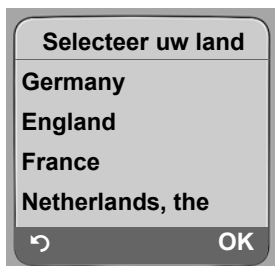 Selecteer uw land
Germany
England
France
Netherlands, the
OK